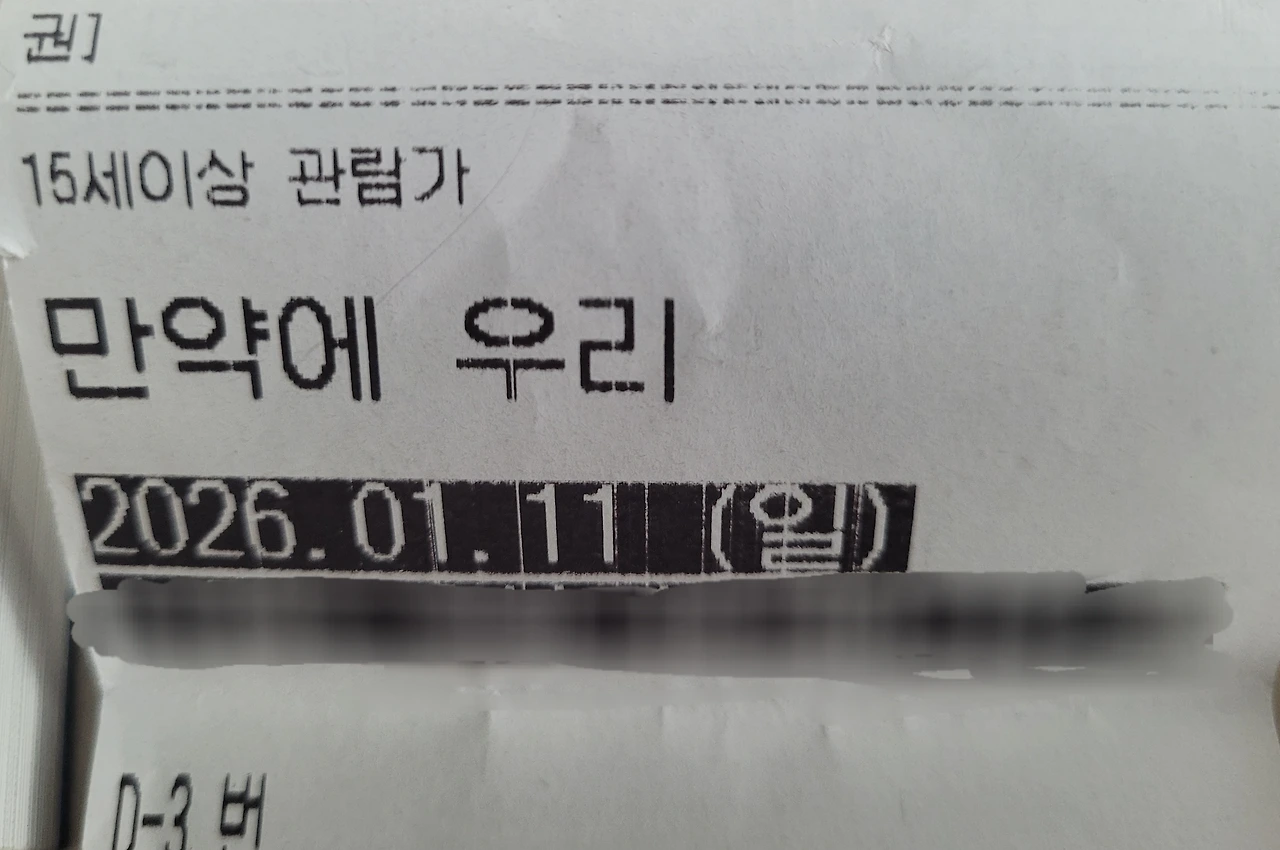 권]
15세이상 관람가
만약에 우리
2026.01.11 (일)
D-3 번